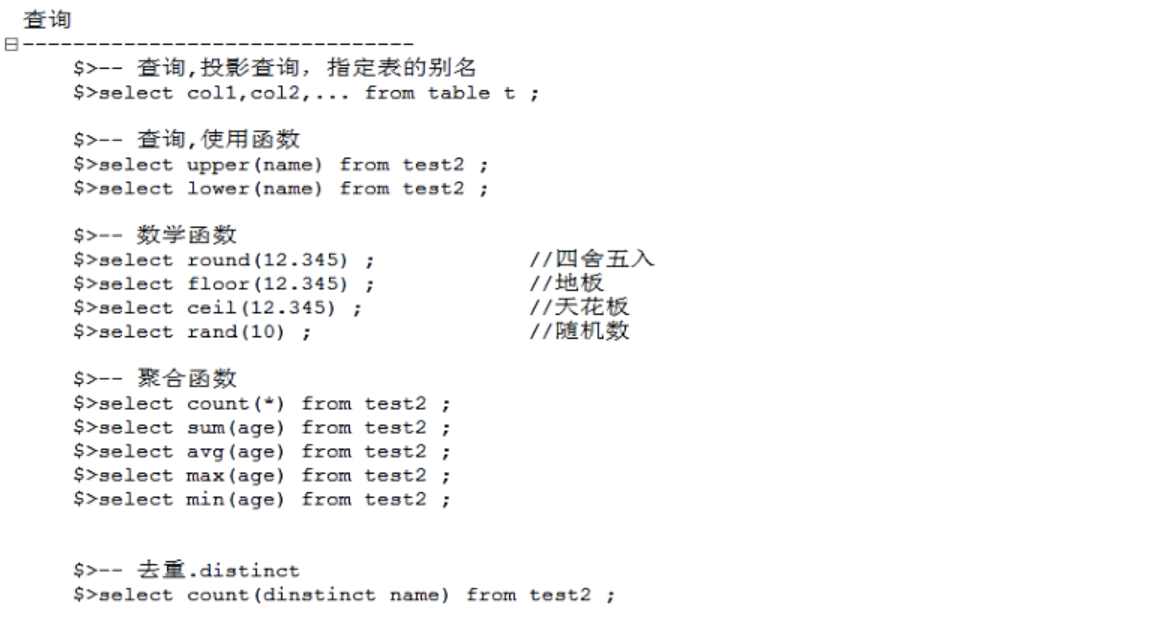 查询
-------------------------------
$>-- 查询,投影查询，指定表的别名
$>select col1,col2,... from table t ;
$>-- 查询,使用函数
$>select upper(name) from test2 ;
$>select lower(name) from test2 ;
$>-- 数学函数
$>select round(12.345) ; //四舍五入
$>select floor(12.345) ; //地板
$>select ceil(12.345) ; //天花板
$>select rand(10) ; //随机数
$>-- 聚合函数
$>select count(*) from test2 ;
$>select sum(age) from test2 ;
$>select avg(age) from test2 ;
$>select max(age) from test2 ;
$>select min(age) from test2 ;
$>-- 去重.distinct
$>select count(dinstinct name) from test2 ;